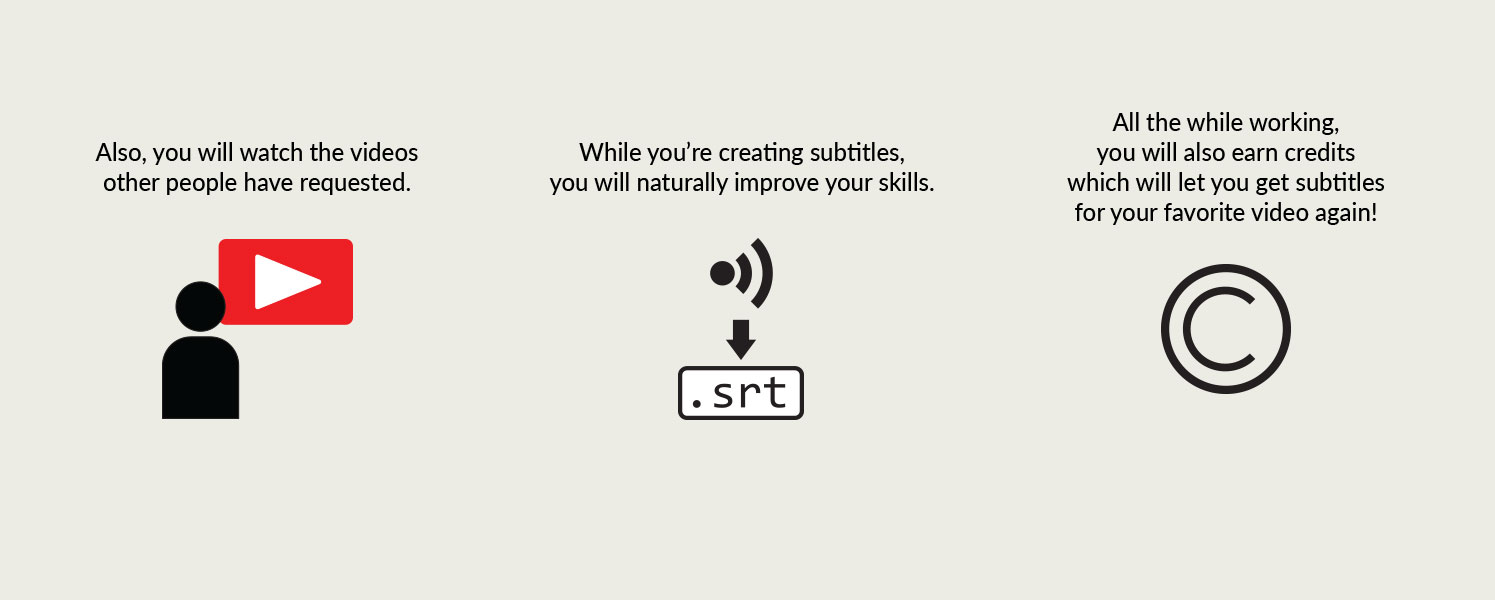 Also, you will watch the videos
other people have requested.
While you’re creating subtitles,
you will naturally improve your skills.
.srt
All the while working,
you will also earn credits
which will let you get subtitles
for your favorite video again!
C